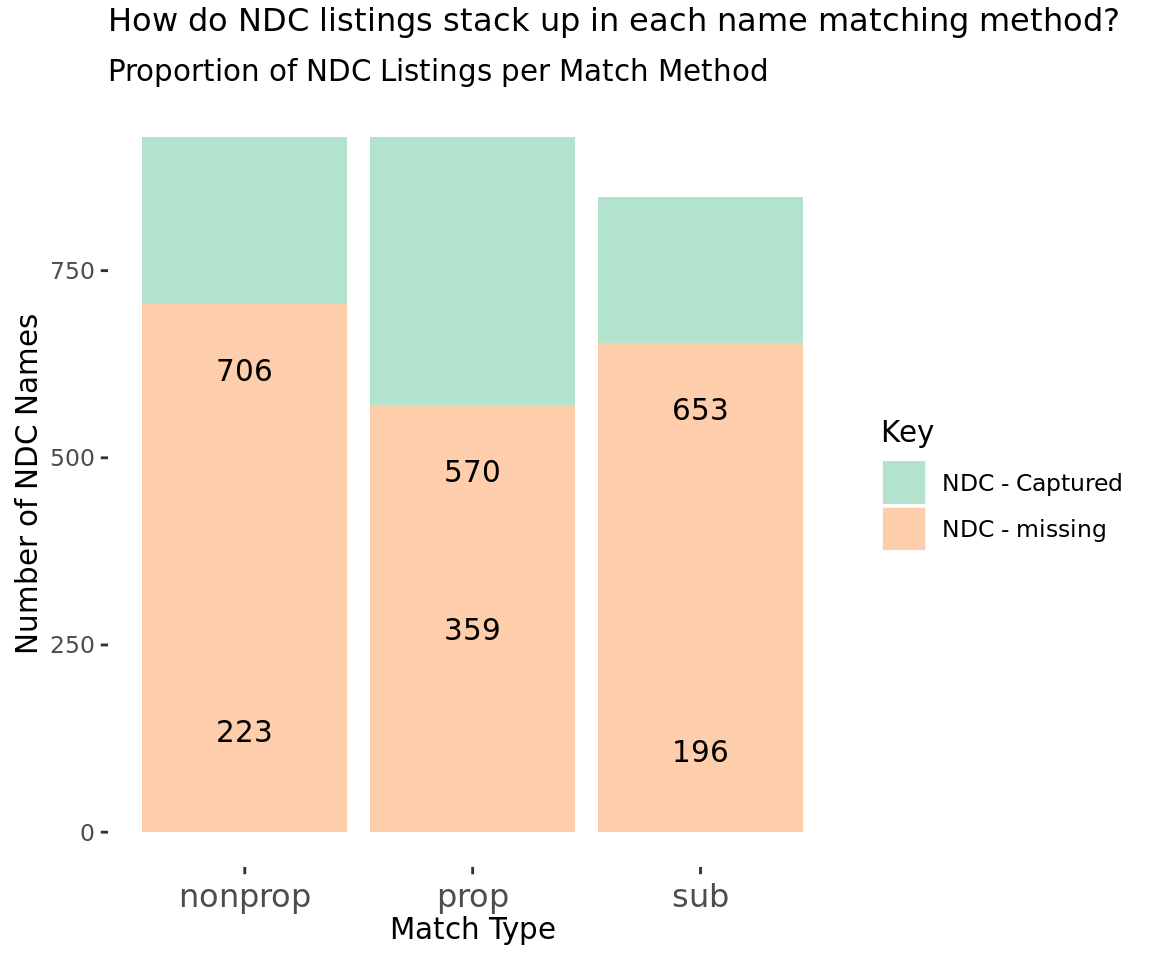 How do NDC listings stack up in each name matching method?
Proportion of NDC Listings per Match Method
Number of NDC Names
750
500
250
0
706
223
570
359
653
196
nonprop
prop
sub
Match Type
Key
NDC - Captured
NDC - missing